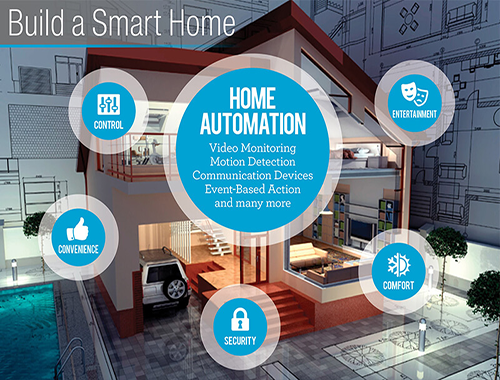 Build a Smart Home
CONTROL
HOME
AUTOMATION
Video Monitoring
Motion Detection
Communication Devices
Event-Based Action
and many more
ENTERTAINMENT
CONVENIENCE
COMFORT
SECURITY